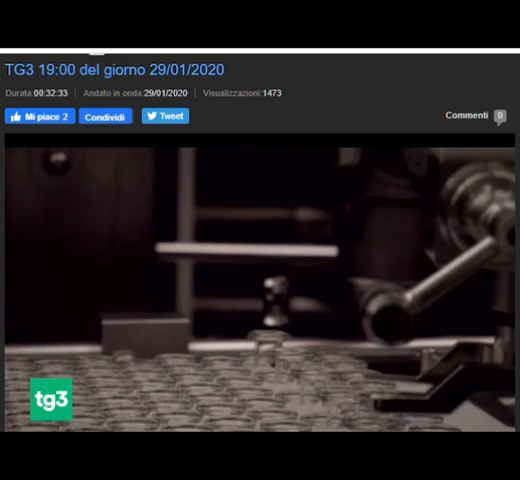 TG3 19:00 del giorno 29/01/2020
Durata:00:32:33 | Andato in onda:29/01/2020 | Visualizzazioni:1473
Mi piace 2 Condividi Tweet Commenti 0
tg3